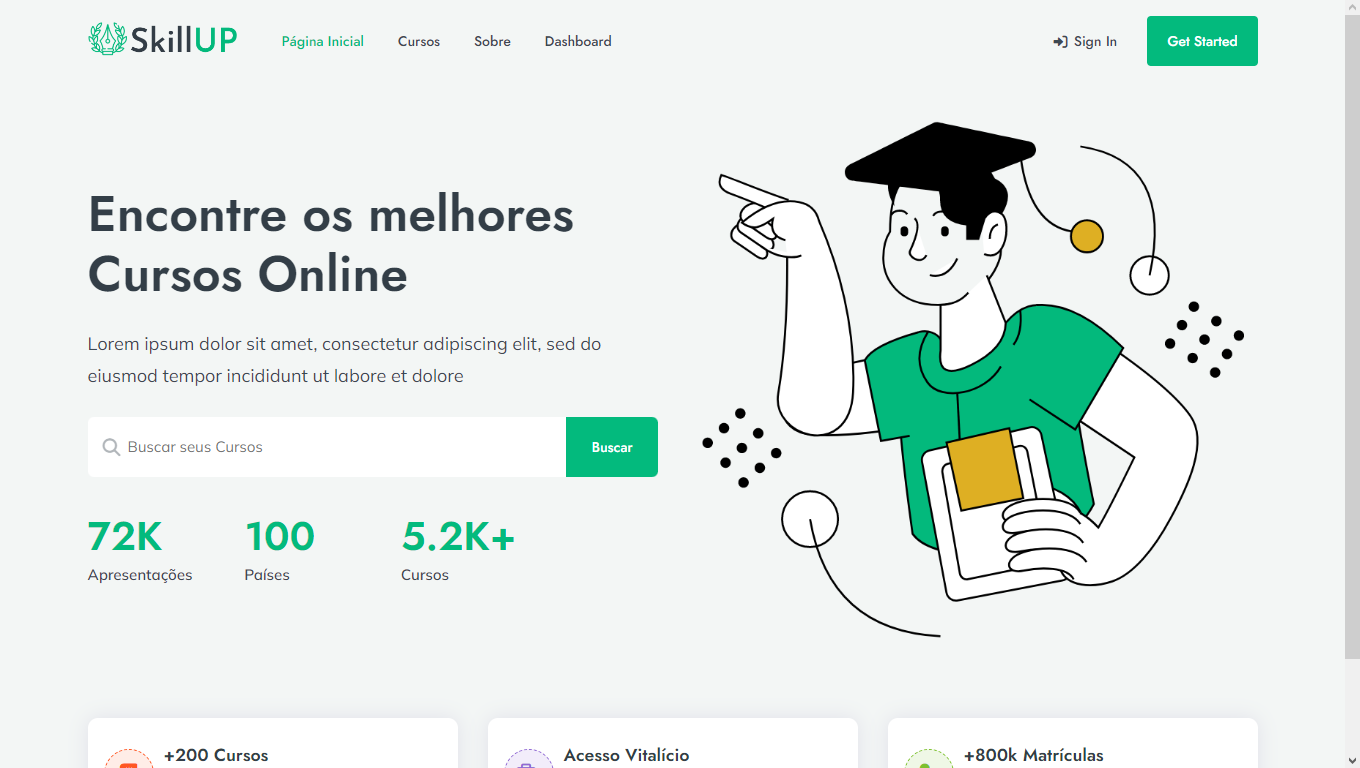 SkillUP
Página Inicial
Cursos
Sobre
Dashboard
Sign In
Get Started
Encontre os melhores
Cursos Online
Lorem ipsum dolor sit amet, consectetur adipiscing elit, sed do
eiusmod tempor incididunt ut labore et dolore
Buscar seus Cursos
Buscar
72K
Apresentações
100
Países
5.2K+
Cursos
+200 Cursos
Acesso Vitalício
+800k Matrículas